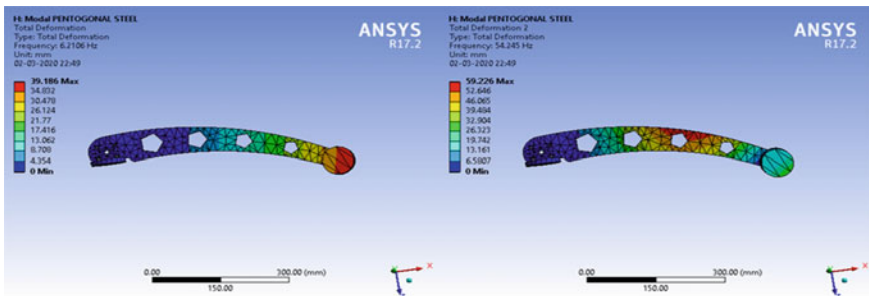 H: Modal PENTOGONAL STEEL
Total Deformation
Type: Total Deformation
Frequency: 6.2106 Hz
Unit: mm
02-03-2020 22:49
ANSYS
R17.2
39.186 Max
34.832
30.478
26.124
21.77
17.416
13.062
8.708
4.354
0 Min
0.00
300.00 (mm)
150.00
X
H: Modal PENTOGONAL STEEL
Total Deformation 2
Type: Total Deformation
Frequency: 54.245 Hz
Unit: mm
02-03-2020 22:49
ANSYS
R17.2
59.226 Max
52.646
46.065
39.484
32.904
26.323
19.742
13.161
6.5807
0 Min
0.00
300.00 (mm)
150.00
X